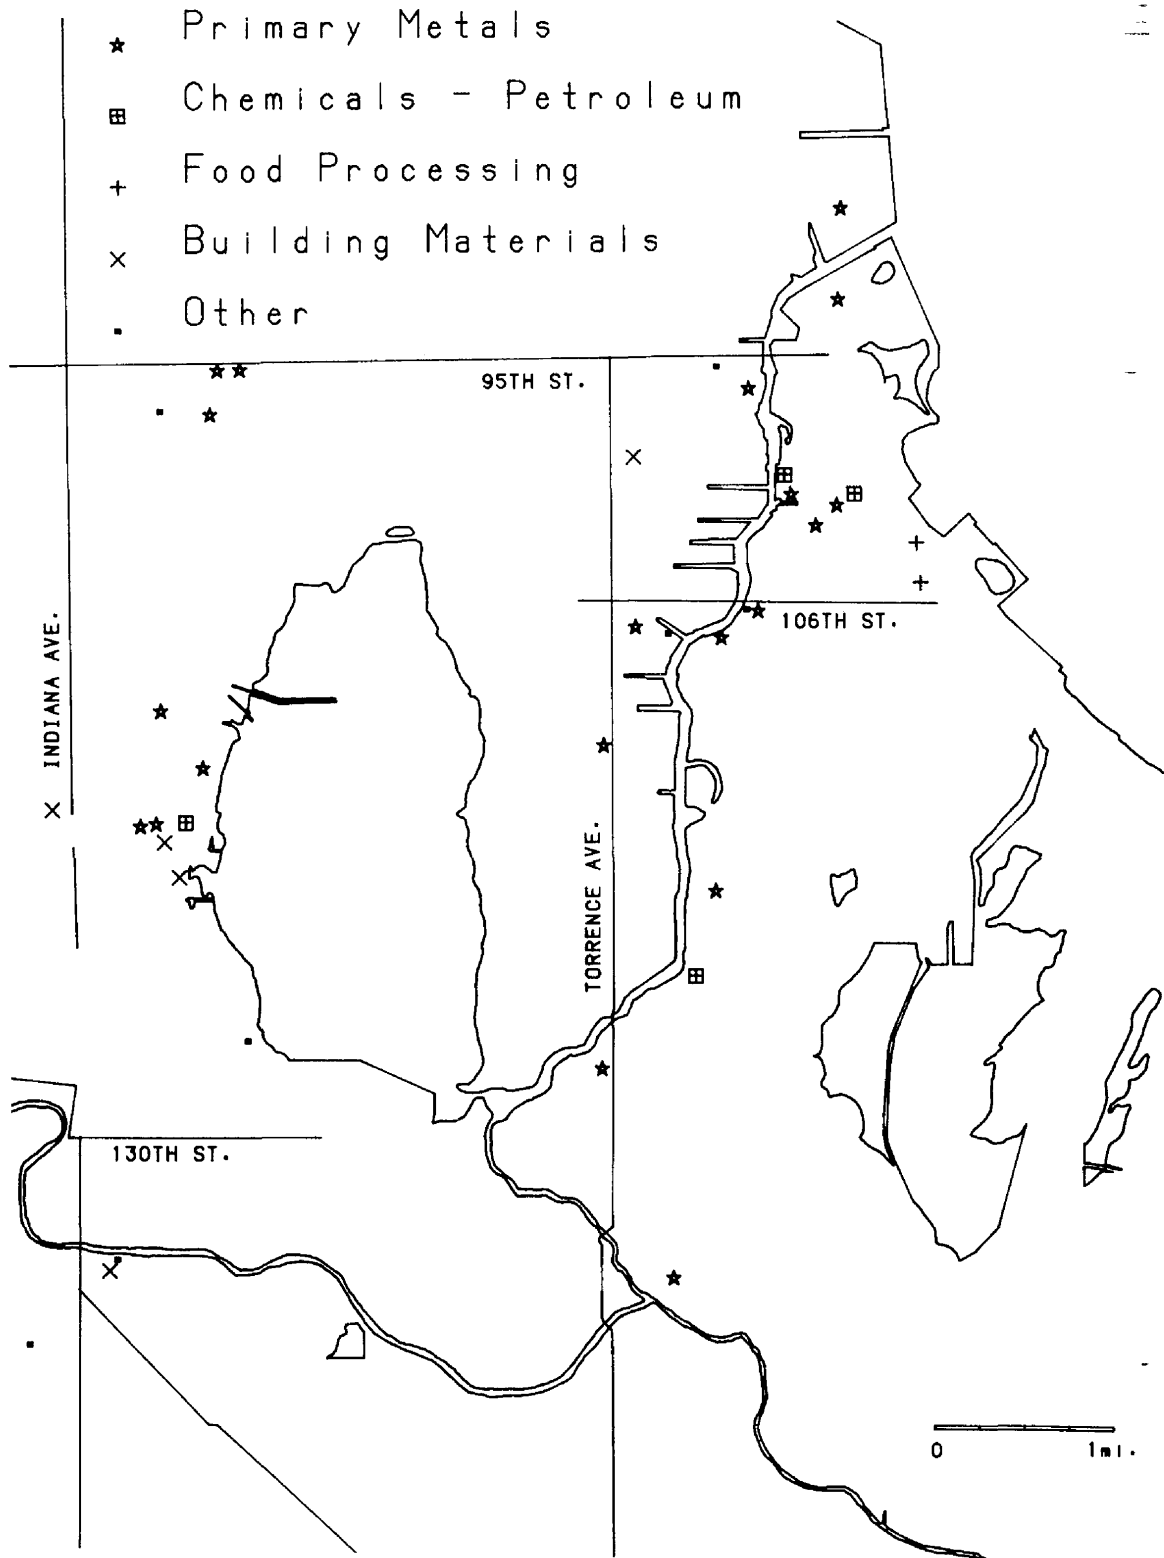 Primary Metals
Chemicals - Petroleum
Food Processing
Building Materials
Other
95TH ST.
106TH ST.
INDIANA AVE.
TORRENCE AVE.
130TH ST.
0 1mi.